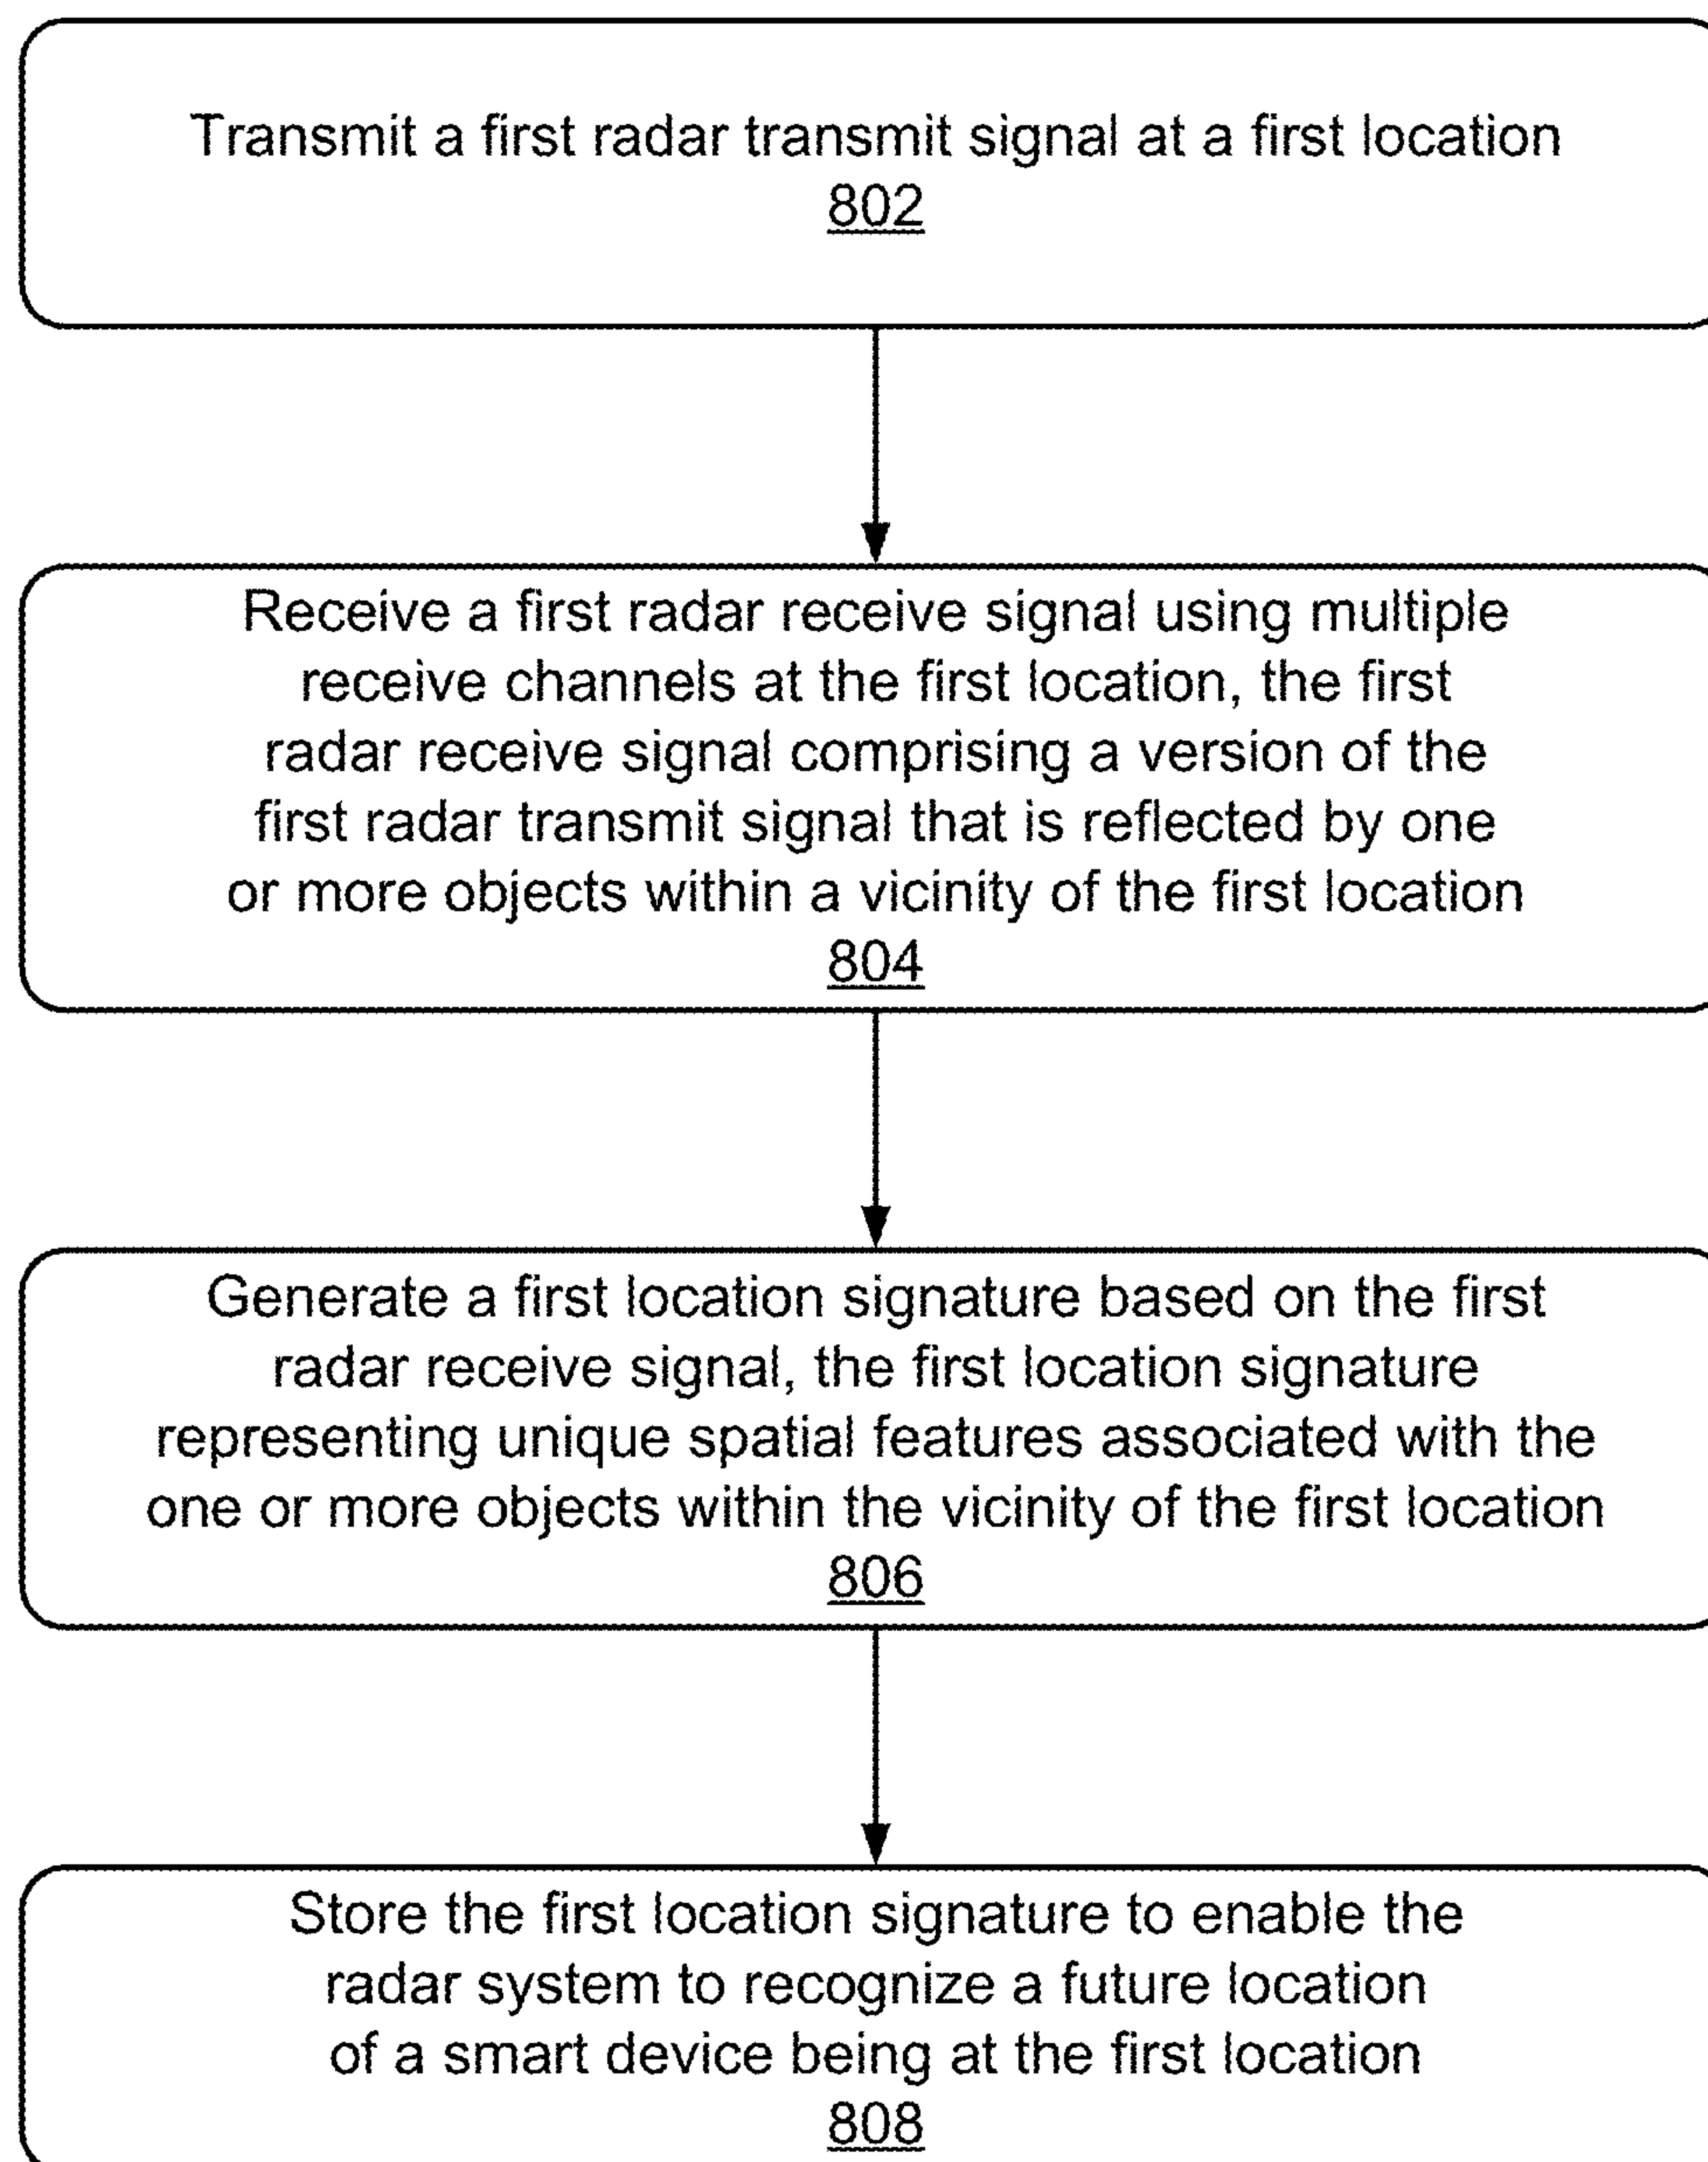 Transmit a first radar transmit signal at a first location
802
Receive a first radar receive signal using multiple
receive channels at the first location, the first
radar receive signal comprising a version of the
first radar transmit signal that is reflected by one
or more objects within a vicinity of the first location
804
Generate a first location signature based on the first
radar receive signal, the first location signature
representing unique spatial features associated with the
one or more objects within the vicinity of the first location
806
Store the first location signature to enable the
radar system to recognize a future location
of a smart device being at the first location
808